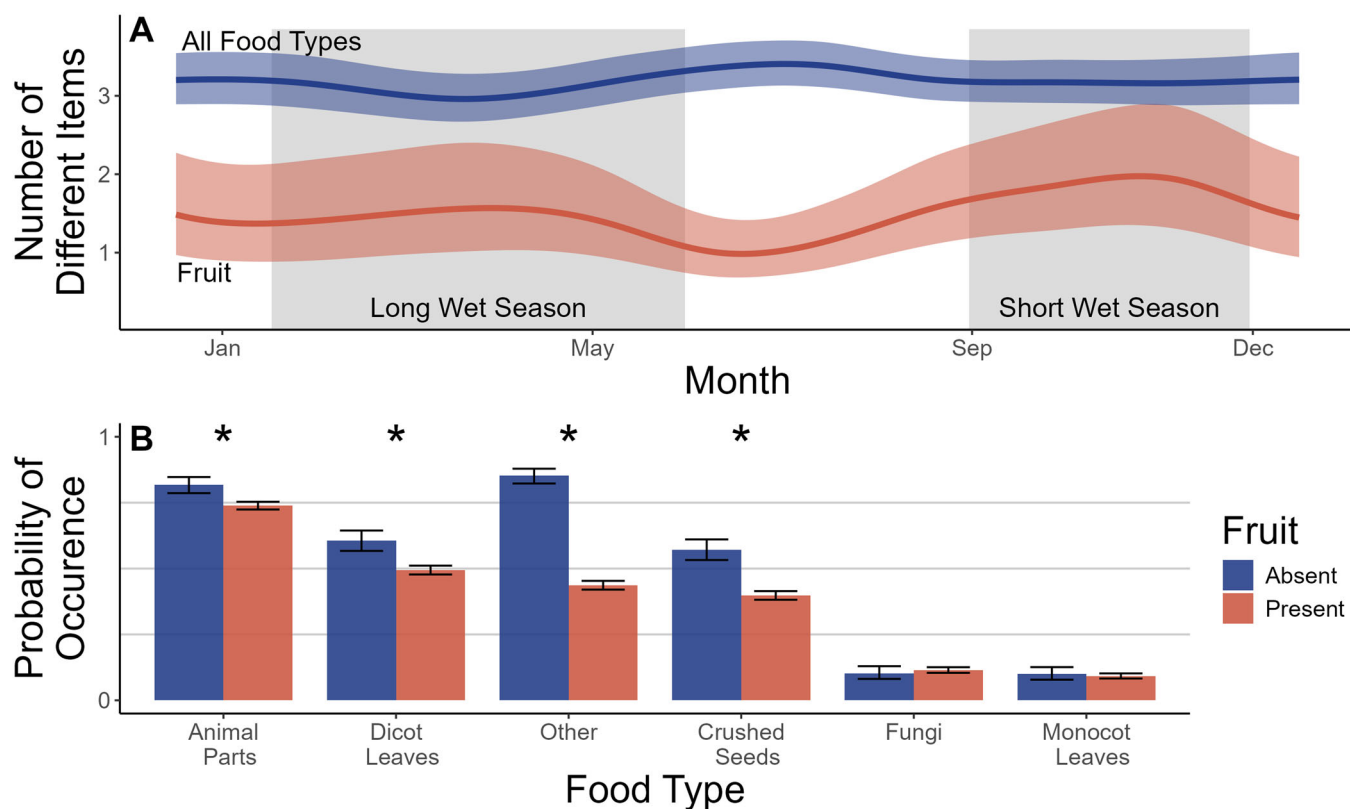 A
All Food Types
Number of
Different Items
3
2
1
Fruit
Long Wet Season
Short Wet Season
Jan
May
Sep
Dec
Month
B
* * * *
Probability of
Occurence
1
0
Animal
Parts
Dicot
Leaves
Other
Crushed
Seeds
Fungi
Monocot
Leaves
Food Type
Fruit
Absent
Present